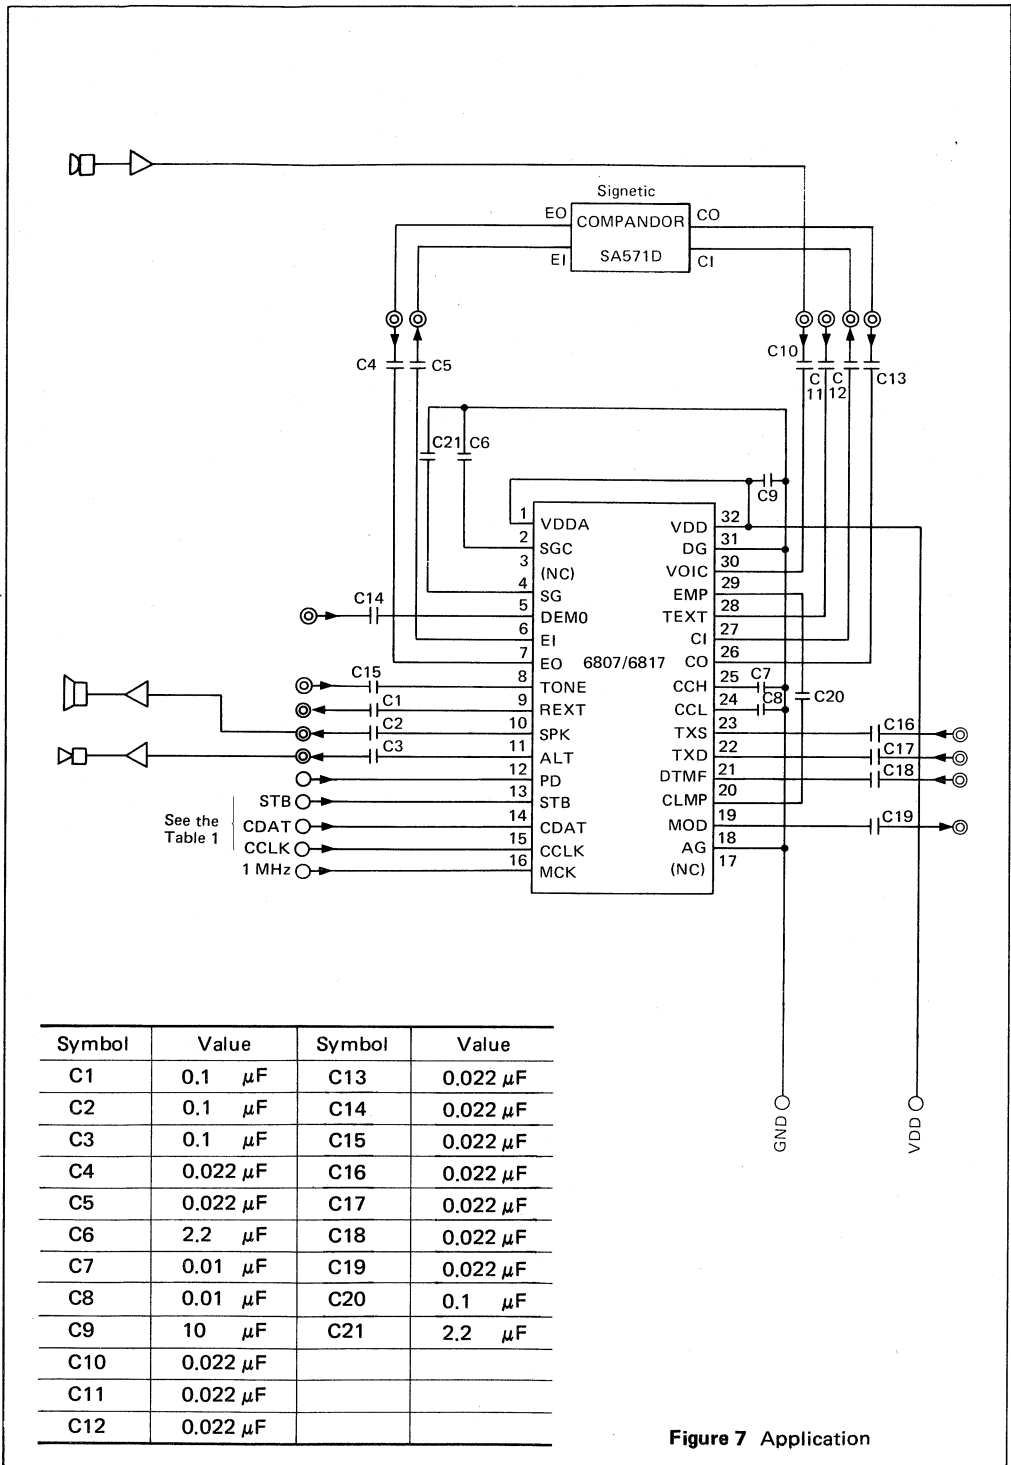 Signetic
EO COMPANDOR CO
EI SA571D CI
C4 C5 C10 C11 C12 C13
C21 C6
C9
1 VDDA VDD 32
2 SGC DG 31
3 (NC) VOIC 30
4 SG EMP 29
C14 5 DEM0 TEXT 28
6 EI CI 27
7 EO 6807/6817 CO 26
C15 8 TONE CCH 25 C7
C1 9 REXT CCL 24 C8 C20
C2 10 SPK TXS 23 C16
C3 11 ALT TXD 22 C17
12 PD DTMF 21 C18
STB 13 STB CLMP 20
See the
Table 1
CDAT 14 CDAT MOD 19 C19
CCLK 15 CCLK AG 18
1 MHz 16 MCK (NC) 17
GND VDD
Symbol Value Symbol Value
C1 0.1 μF C13 0.022 μF
C2 0.1 μF C14 0.022 μF
C3 0.1 μF C15 0.022 μF
C4 0.022 μF C16 0.022 μF
C5 0.022 μF C17 0.022 μF
C6 2.2 μF C18 0.022 μF
C7 0.01 μF C19 0.022 μF
C8 0.01 μF C20 0.1 μF
C9 10 μF C21 2.2 μF
C10 0.022 μF
C11 0.022 μF
C12 0.022 μF
Figure 7 Application